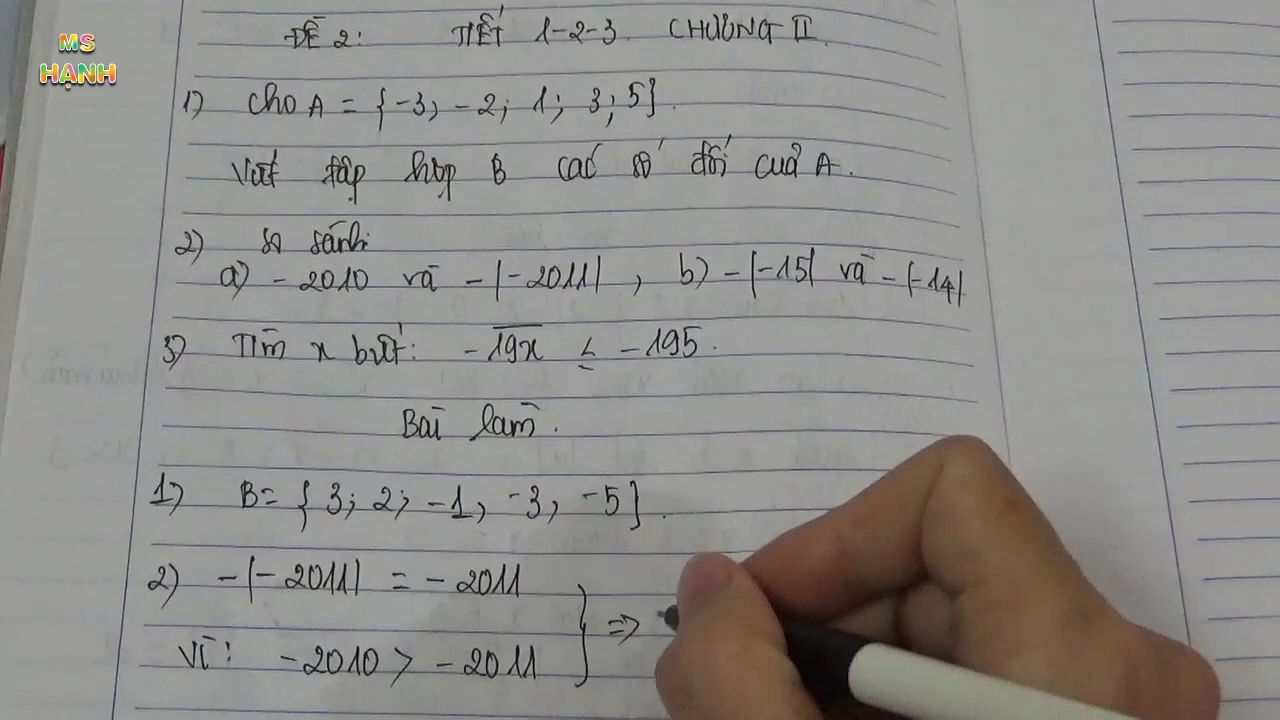 MS
HẠNH
ĐỀ 2: TIẾT 1-2-3. CHƯƠNG II.
1) Cho A = {-3; -2; 1; 3; 5}.
Viết tập hợp B các số đối của A.
2) So sánh:
a) -2010 và -|-2011|, b) -|-15| và -|-14|
3) Tìm x biết: -\overline{19x} ≤ -195.
Bài làm.
1) B = {3; 2; -1, -3, -5}.
2) -|-2011| = -2011
Vì: -2010 > -2011 } =>